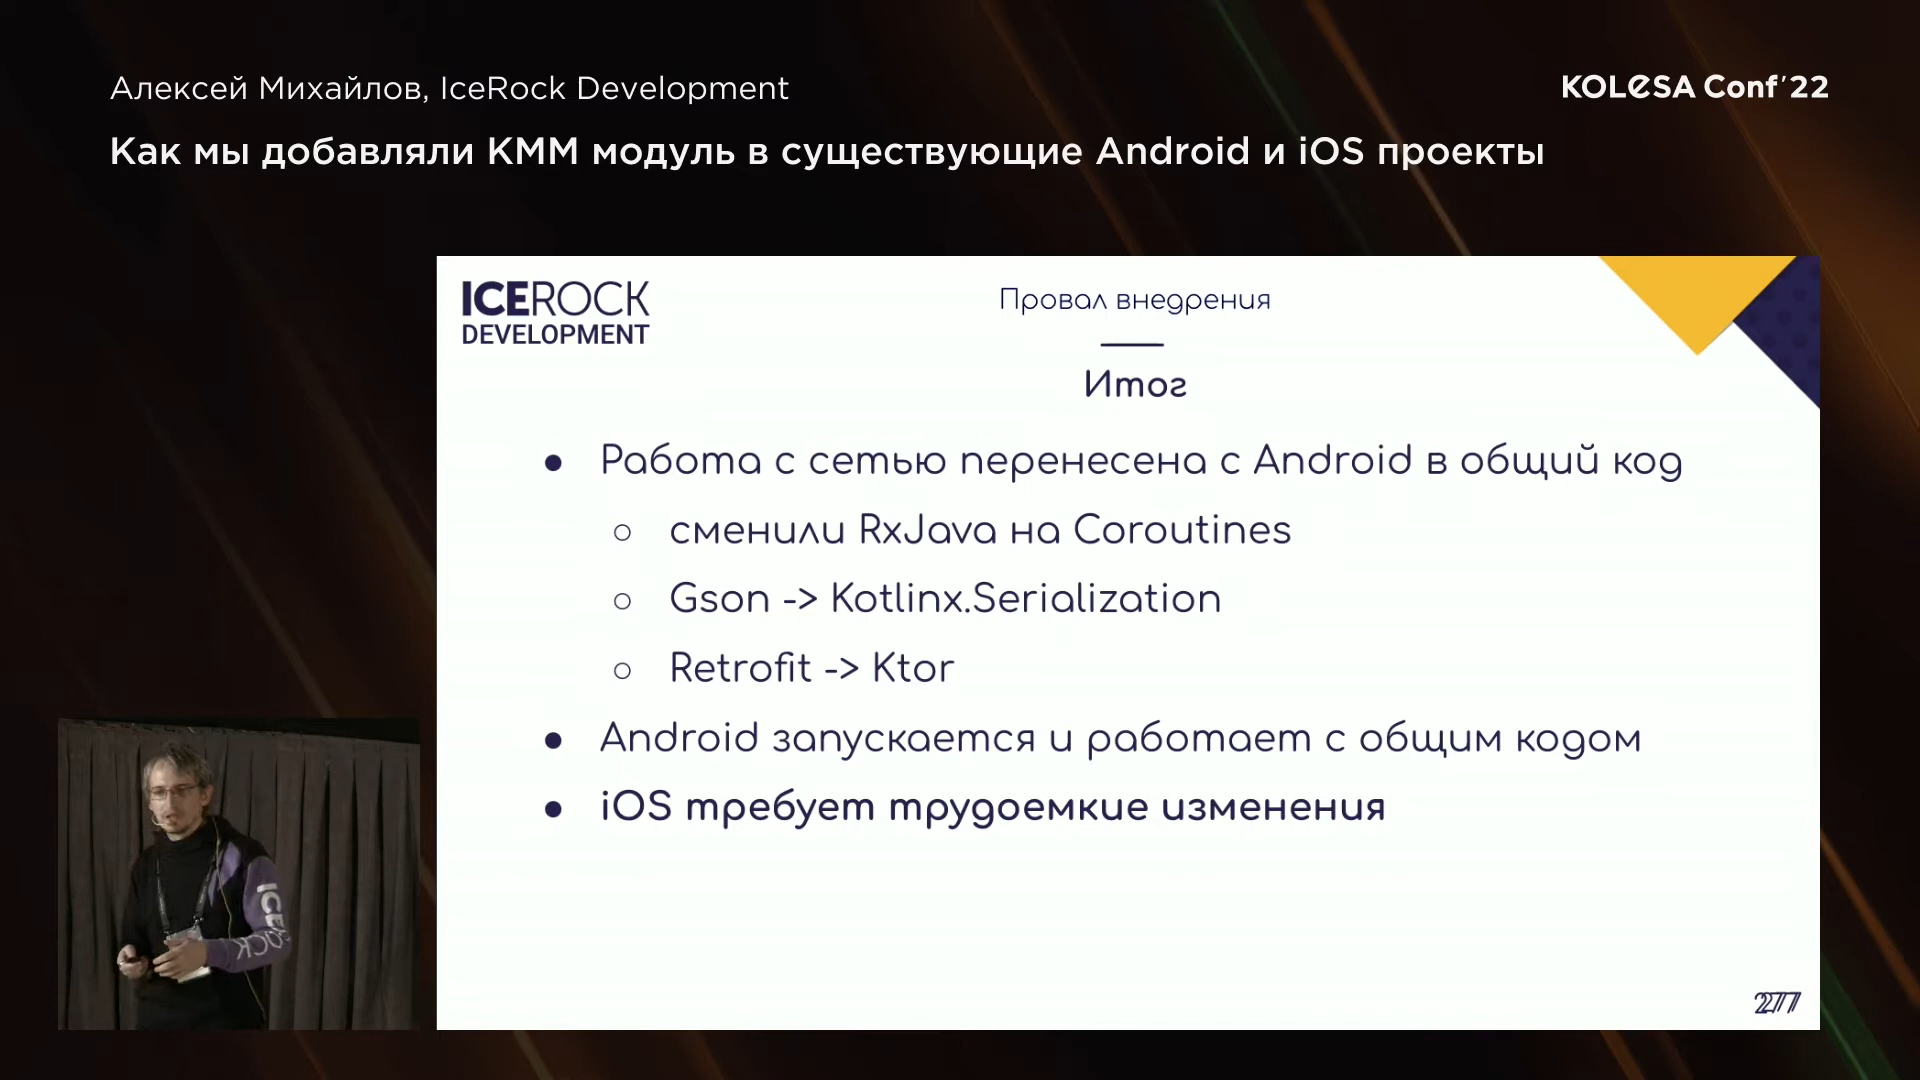 Алексей Михайлов, IceRock Development
KOLESA Conf'22
Как мы добавляли KMM модуль в существующие Android и iOS проекты
ICEROCK
DEVELOPMENT
Провал внедрения
Итог
● Работа с сетью перенесена с Android в общий код
○ сменили RxJava на Coroutines
○ Gson -> Kotlinx.Serialization
○ Retrofit -> Ktor
● Android запускается и работает с общим кодом
● iOS требует трудоемкие изменения
ICEROCK